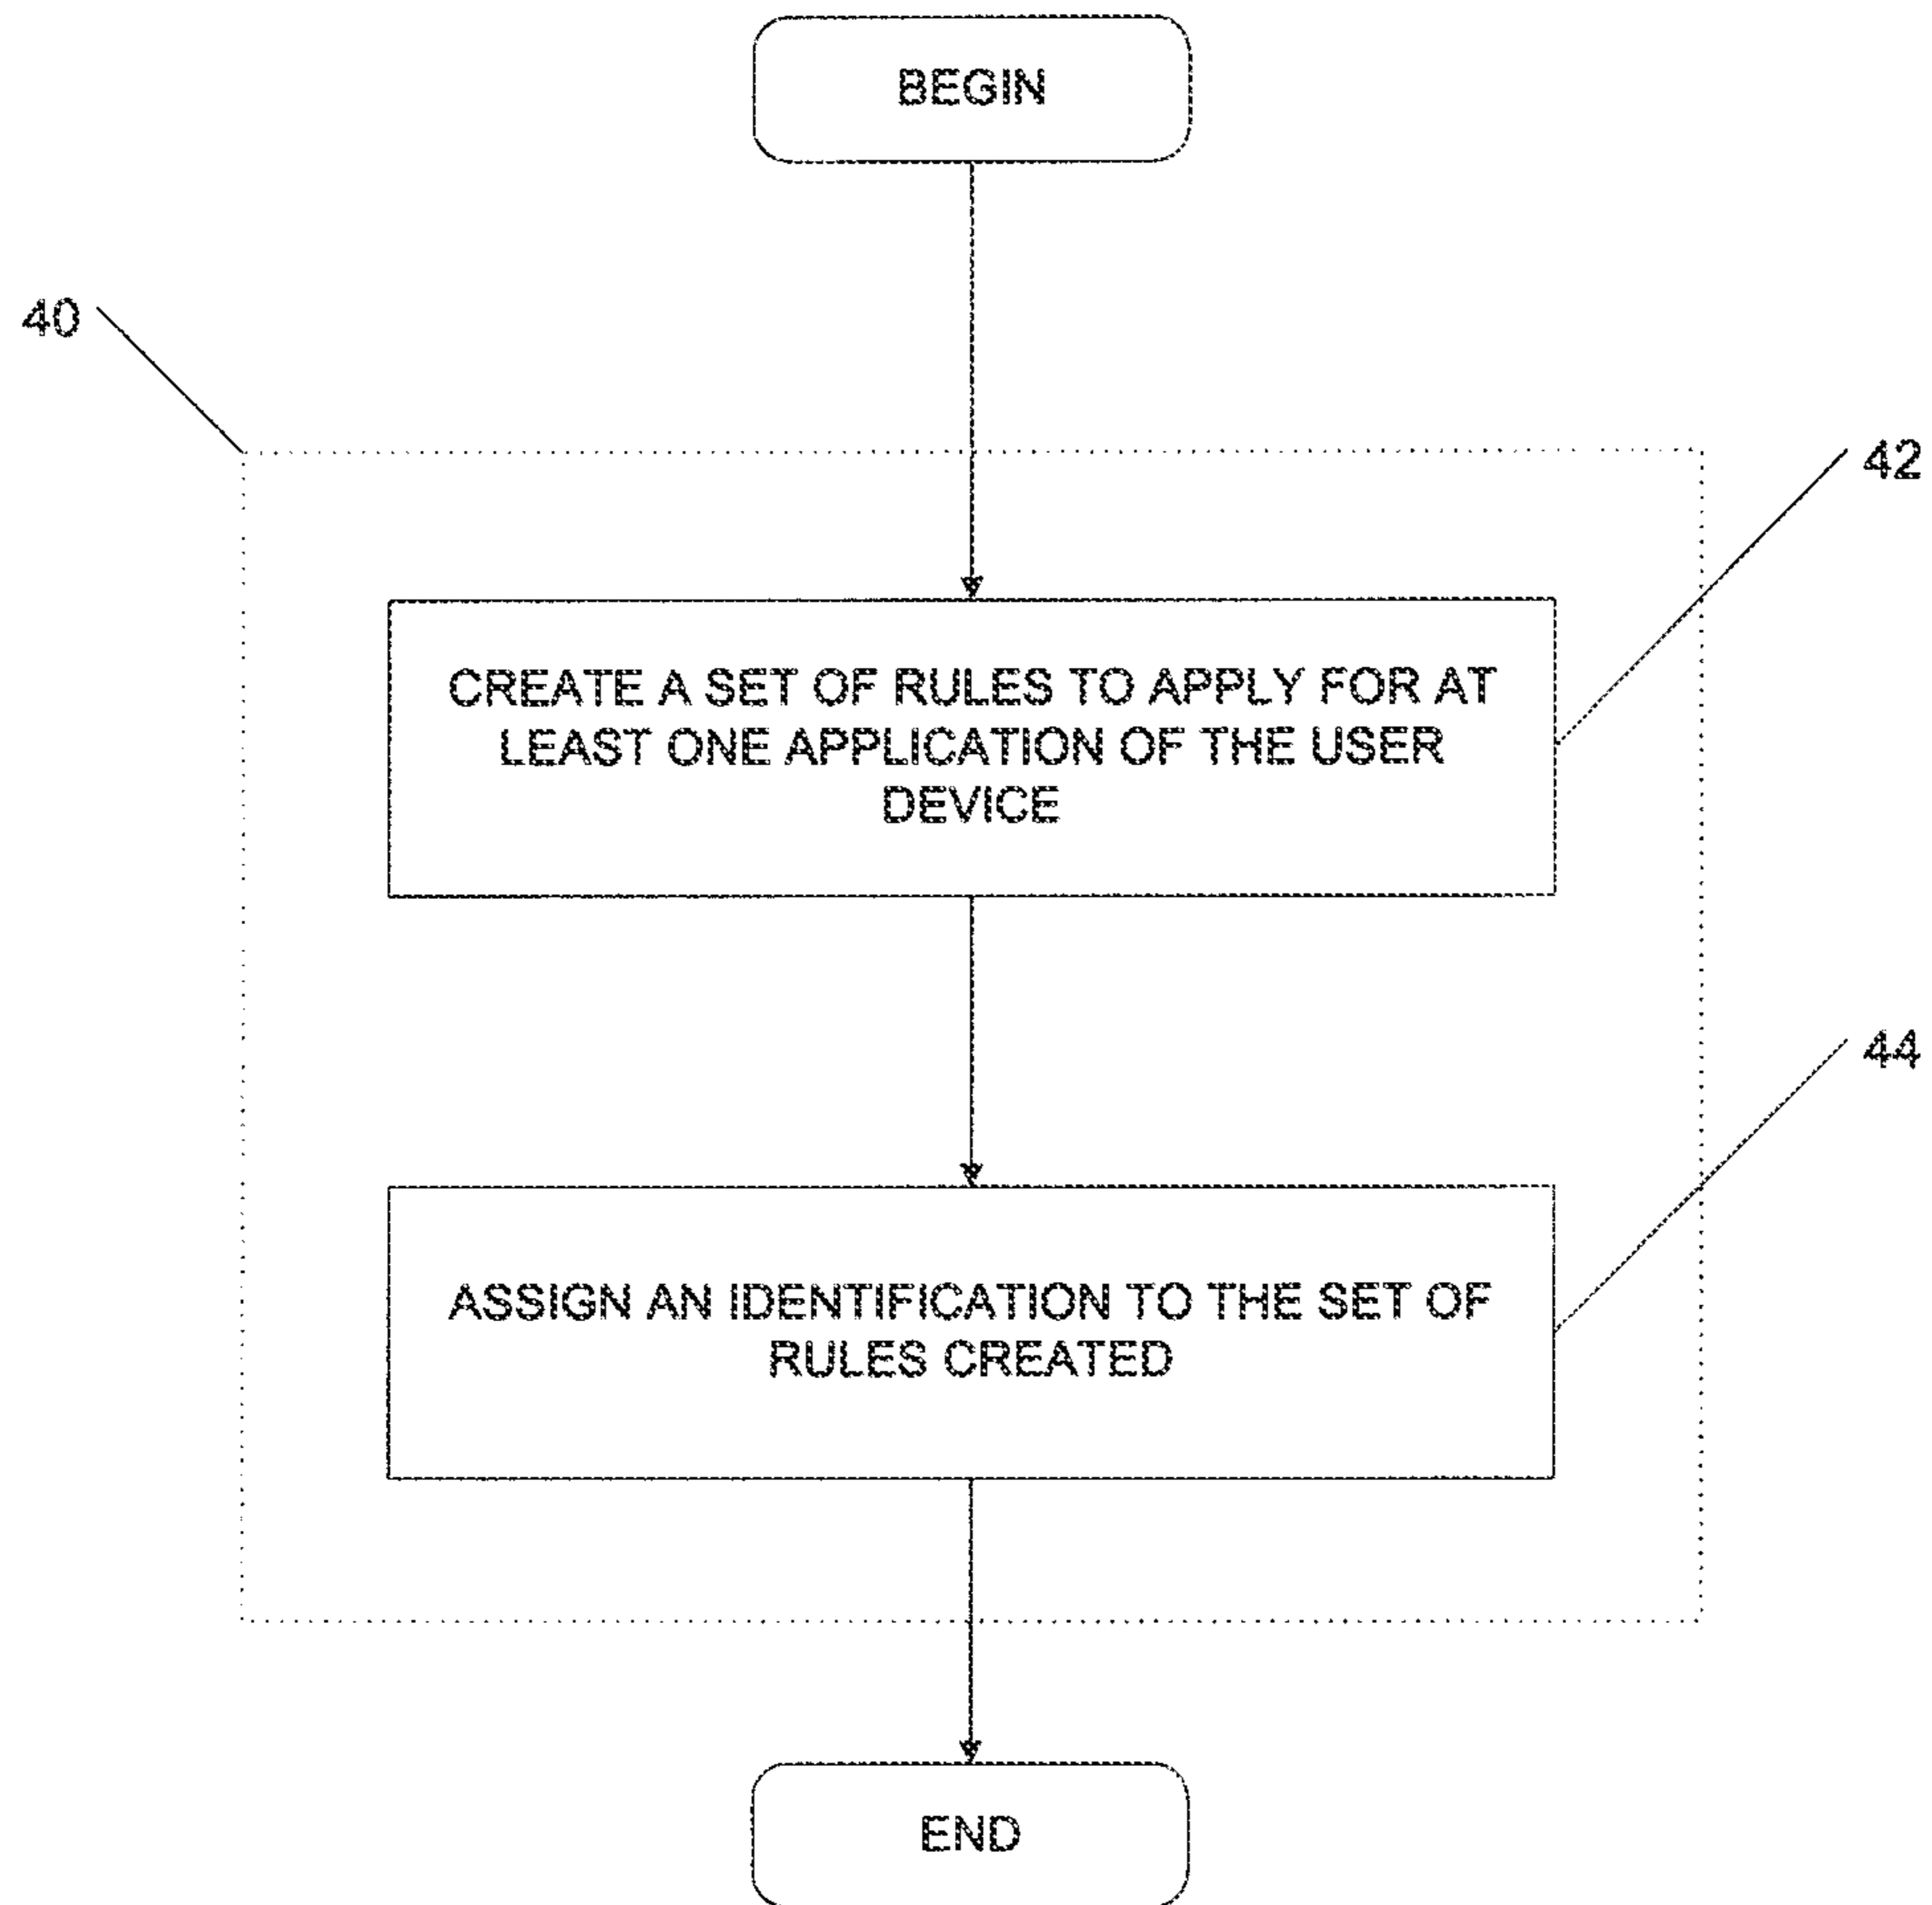 BEGIN
40
42
CREATE A SET OF RULES TO APPLY FOR AT
LEAST ONE APPLICATION OF THE USER
DEVICE
44
ASSIGN AN IDENTIFICATION TO THE SET OF
RULES CREATED
END